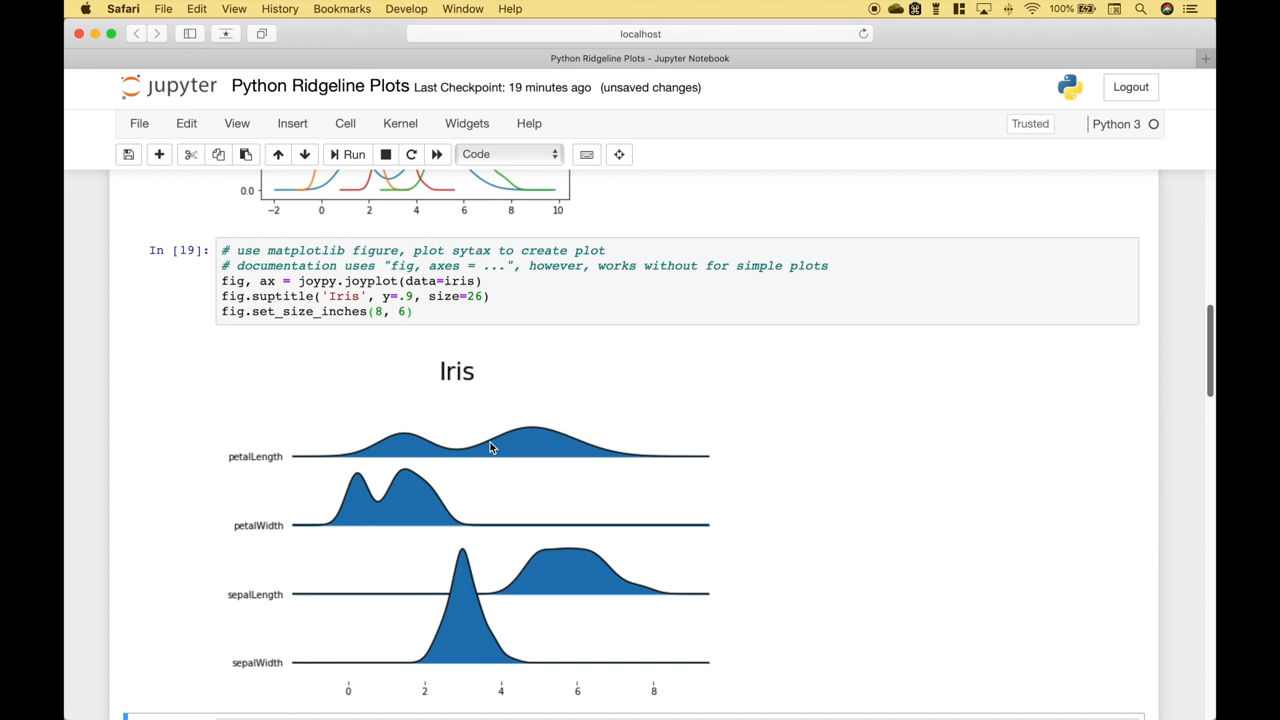 Safari File Edit View History Bookmarks Develop Window Help 100%
localhost
Python Ridgeline Plots - Jupyter Notebook
jupyter Python Ridgeline Plots Last Checkpoint: 19 minutes ago (unsaved changes) Logout
File Edit View Insert Cell Kernel Widgets Help Trusted Python 3
Run Code
0.0
−2 0 2 4 6 8 10
In [19]: # use matplotlib figure, plot sytax to create plot
# documentation uses "fig, axes = ...", however, works without for simple plots
fig, ax = joypy.joyplot(data=iris)
fig.suptitle('Iris', y=.9, size=26)
fig.set_size_inches(8, 6)
Iris
petalLength
petalWidth
sepalLength
sepalWidth
0 2 4 6 8